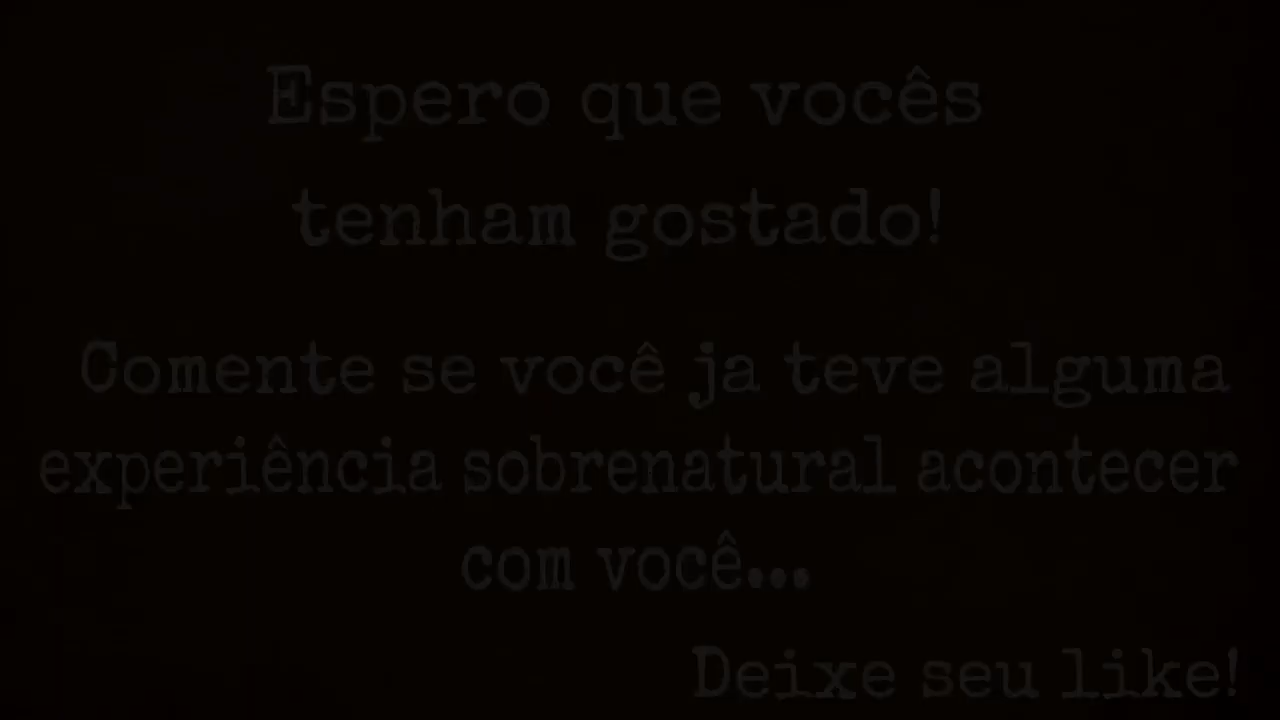 Espero que vocês
tenham gostado!
Comente se você ja teve alguma
experiência sobrenatural acontecer
com você...
Deixe seu like!